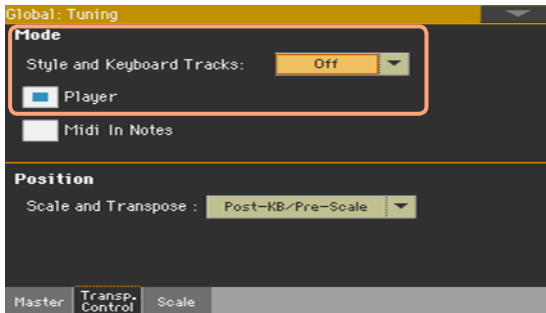 Global: Tuning
Mode
Style and Keyboard Tracks: Off
Player
Midi In Notes
Position
Scale and Transpose : Post-KB/Pre-Scale
Master Transp. Control Scale